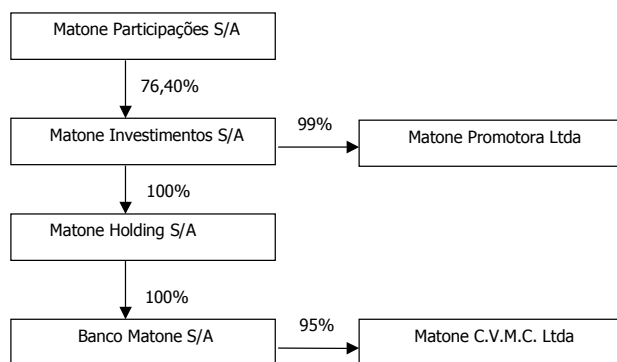 Matone Participações S/A
76,40%
Matone Investimentos S/A
99%
Matone Promotora Ltda
100%
Matone Holding S/A
100%
Banco Matone S/A
95%
Matone C.V.M.C. Ltda